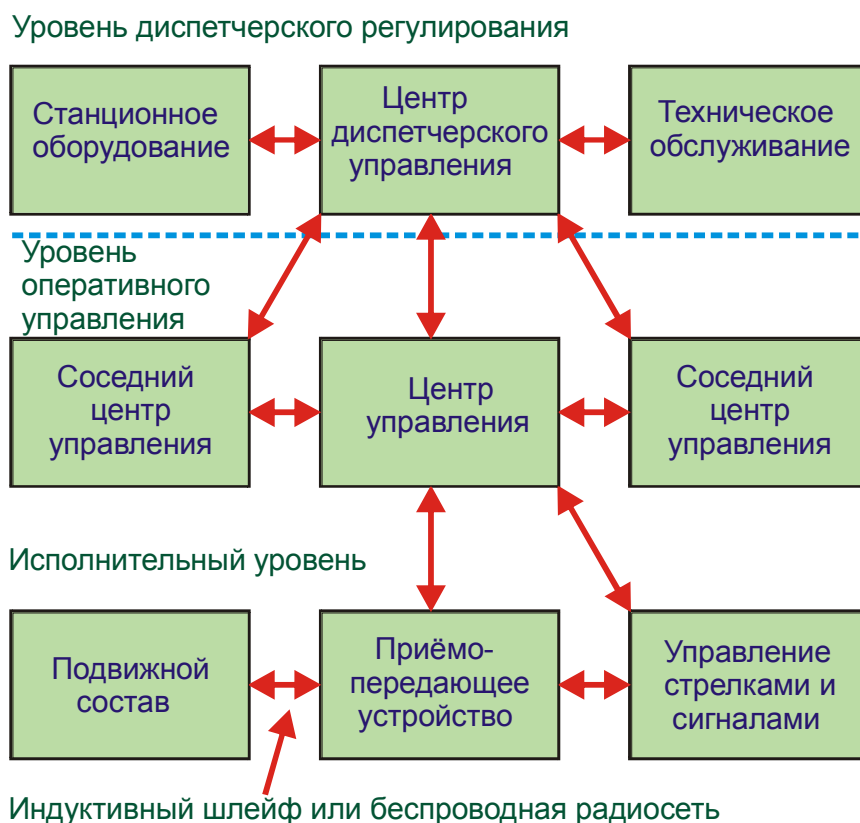 Уровень диспетчерского регулирования
Станционное
оборудование
Центр
диспетчерского
управления
Техническое
обслуживание
Уровень
оперативного
управления
Соседний
центр
управления
Центр
управления
Соседний
центр
управления
Исполнительный уровень
Подвижной
состав
Приёмо-
передающее
устройство
Управление
стрелками и
сигналами
Индуктивный шлейф или беспроводная радиосеть